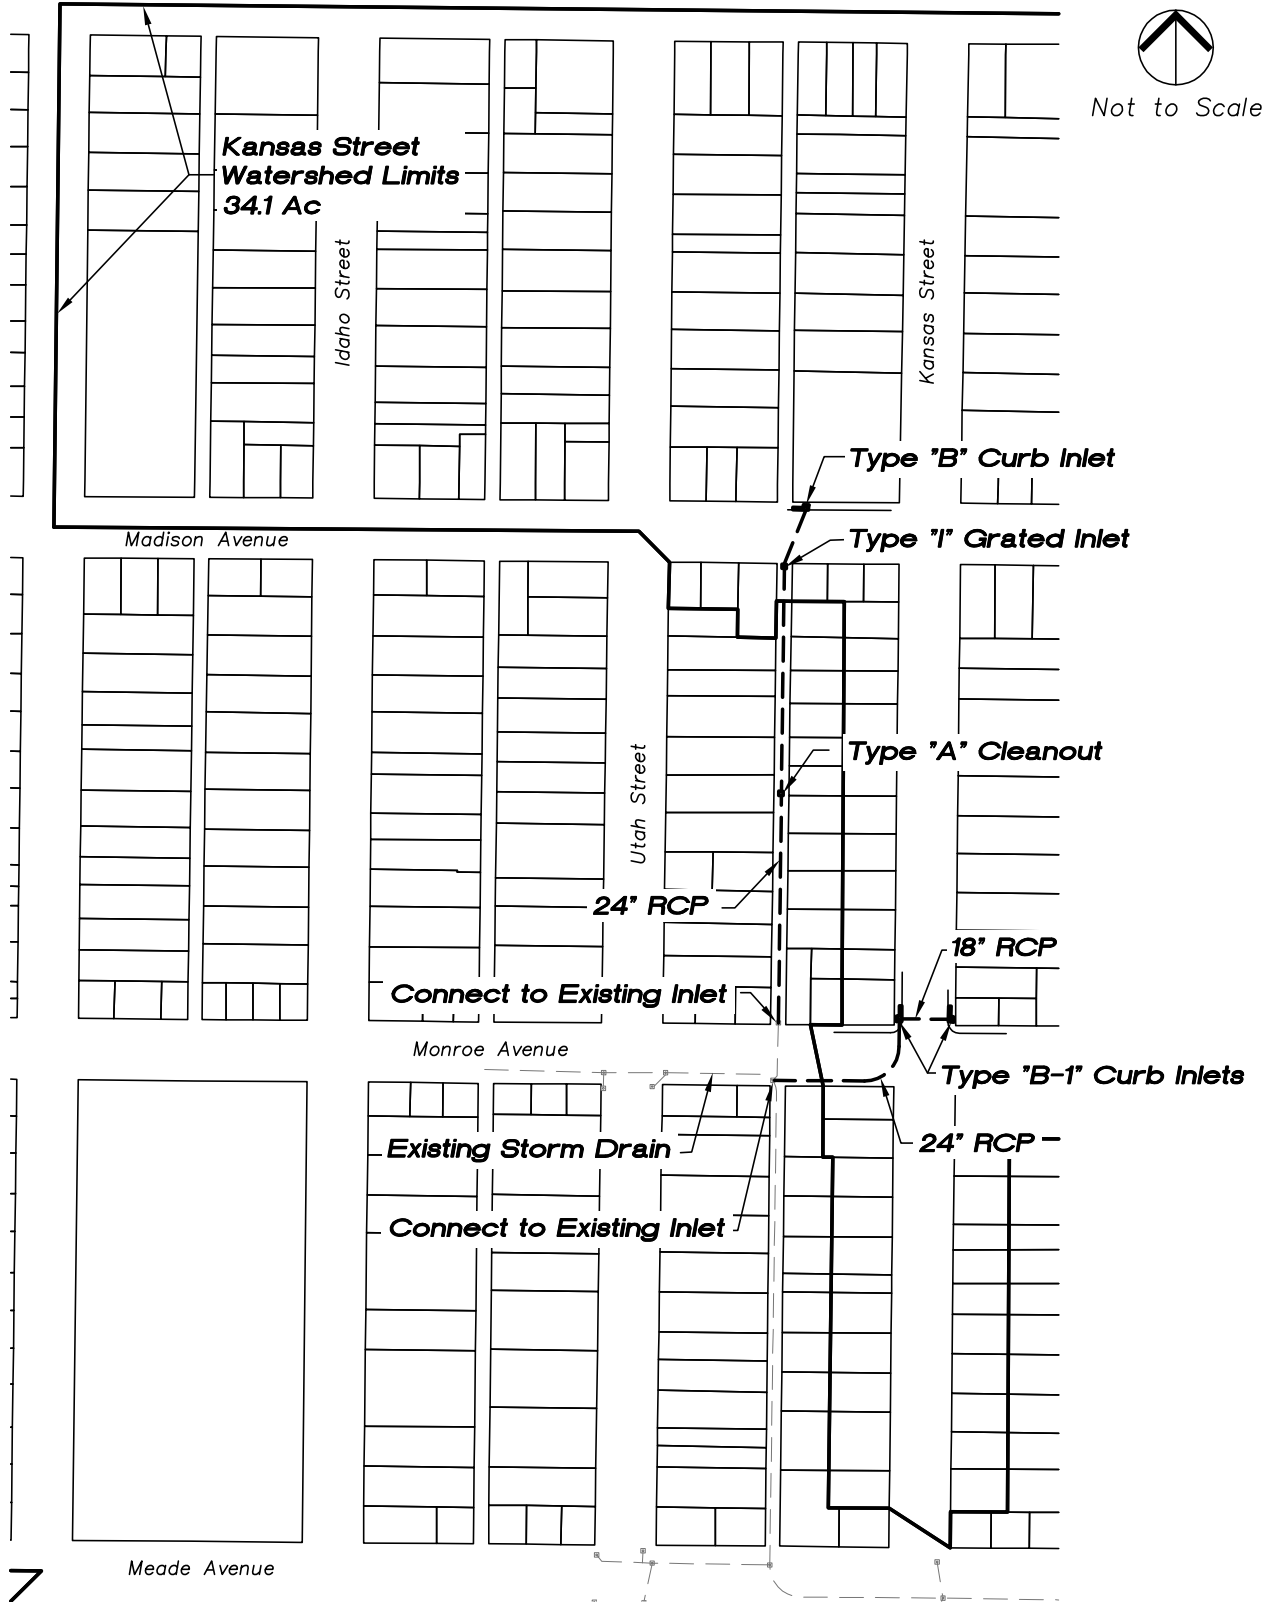 Not to Scale
Kansas Street
Watershed Limits
34.1 Ac
Idaho Street
Kansas Street
Type "B" Curb Inlet
Madison Avenue
Type "I" Grated Inlet
Utah Street
Type "A" Cleanout
24" RCP
18" RCP
Connect to Existing Inlet
Monroe Avenue
Type "B-1" Curb Inlets
Existing Storm Drain
24" RCP
Connect to Existing Inlet
Meade Avenue